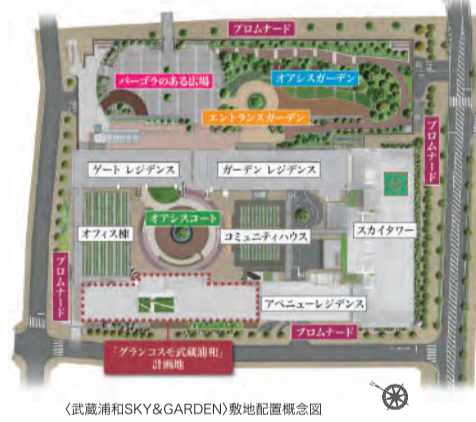 プロムナード
パーゴラのある広場
オアシスガーデン
エントランスガーデン
プロムナード
ゲート レジデンス
ガーデン レジデンス
オアシスコート
オフィス棟
コミュニティハウス
スカイタワー
プロムナード
アベニューレジデンス
プロムナード
「グランコスモ武蔵浦和」
計画地
〈武蔵浦和SKY&GARDEN〉敷地配置概念図